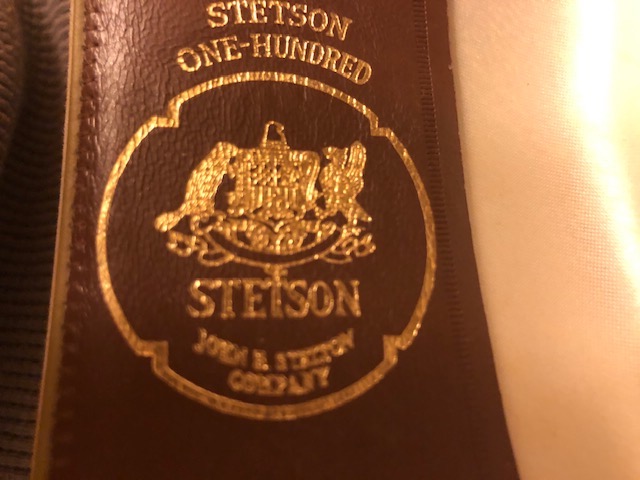 STETSON
ONE-HUNDRED
STETSON
JOHN B. STETSON
COMPANY